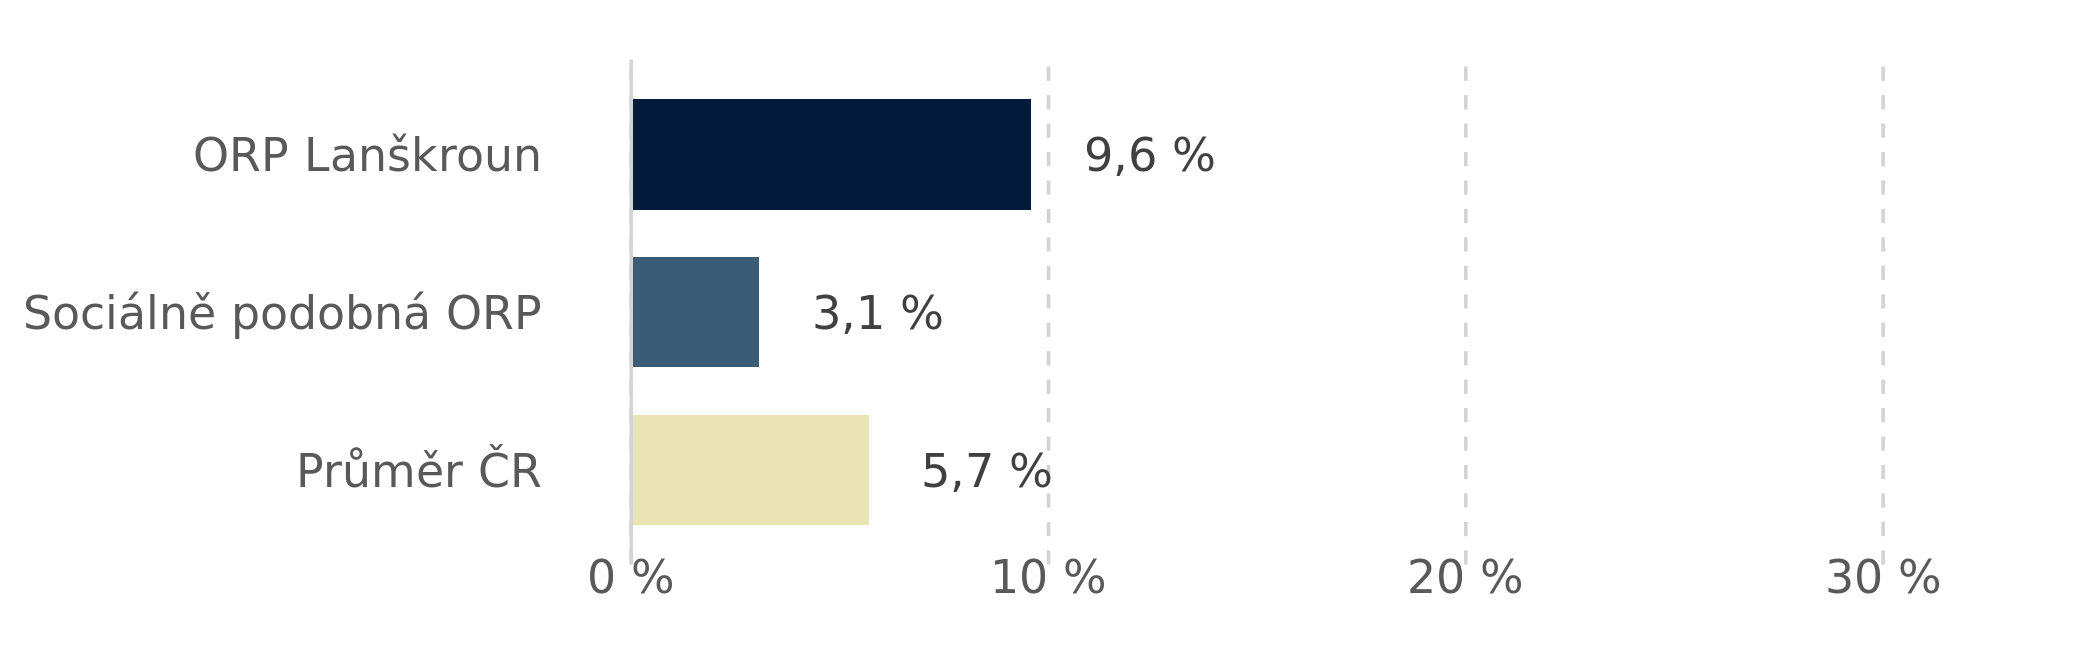 ORP Lanškroun 9,6 %
Sociálně podobná ORP 3,1 %
Průměr ČR 5,7 %
0 % 10 % 20 % 30 %